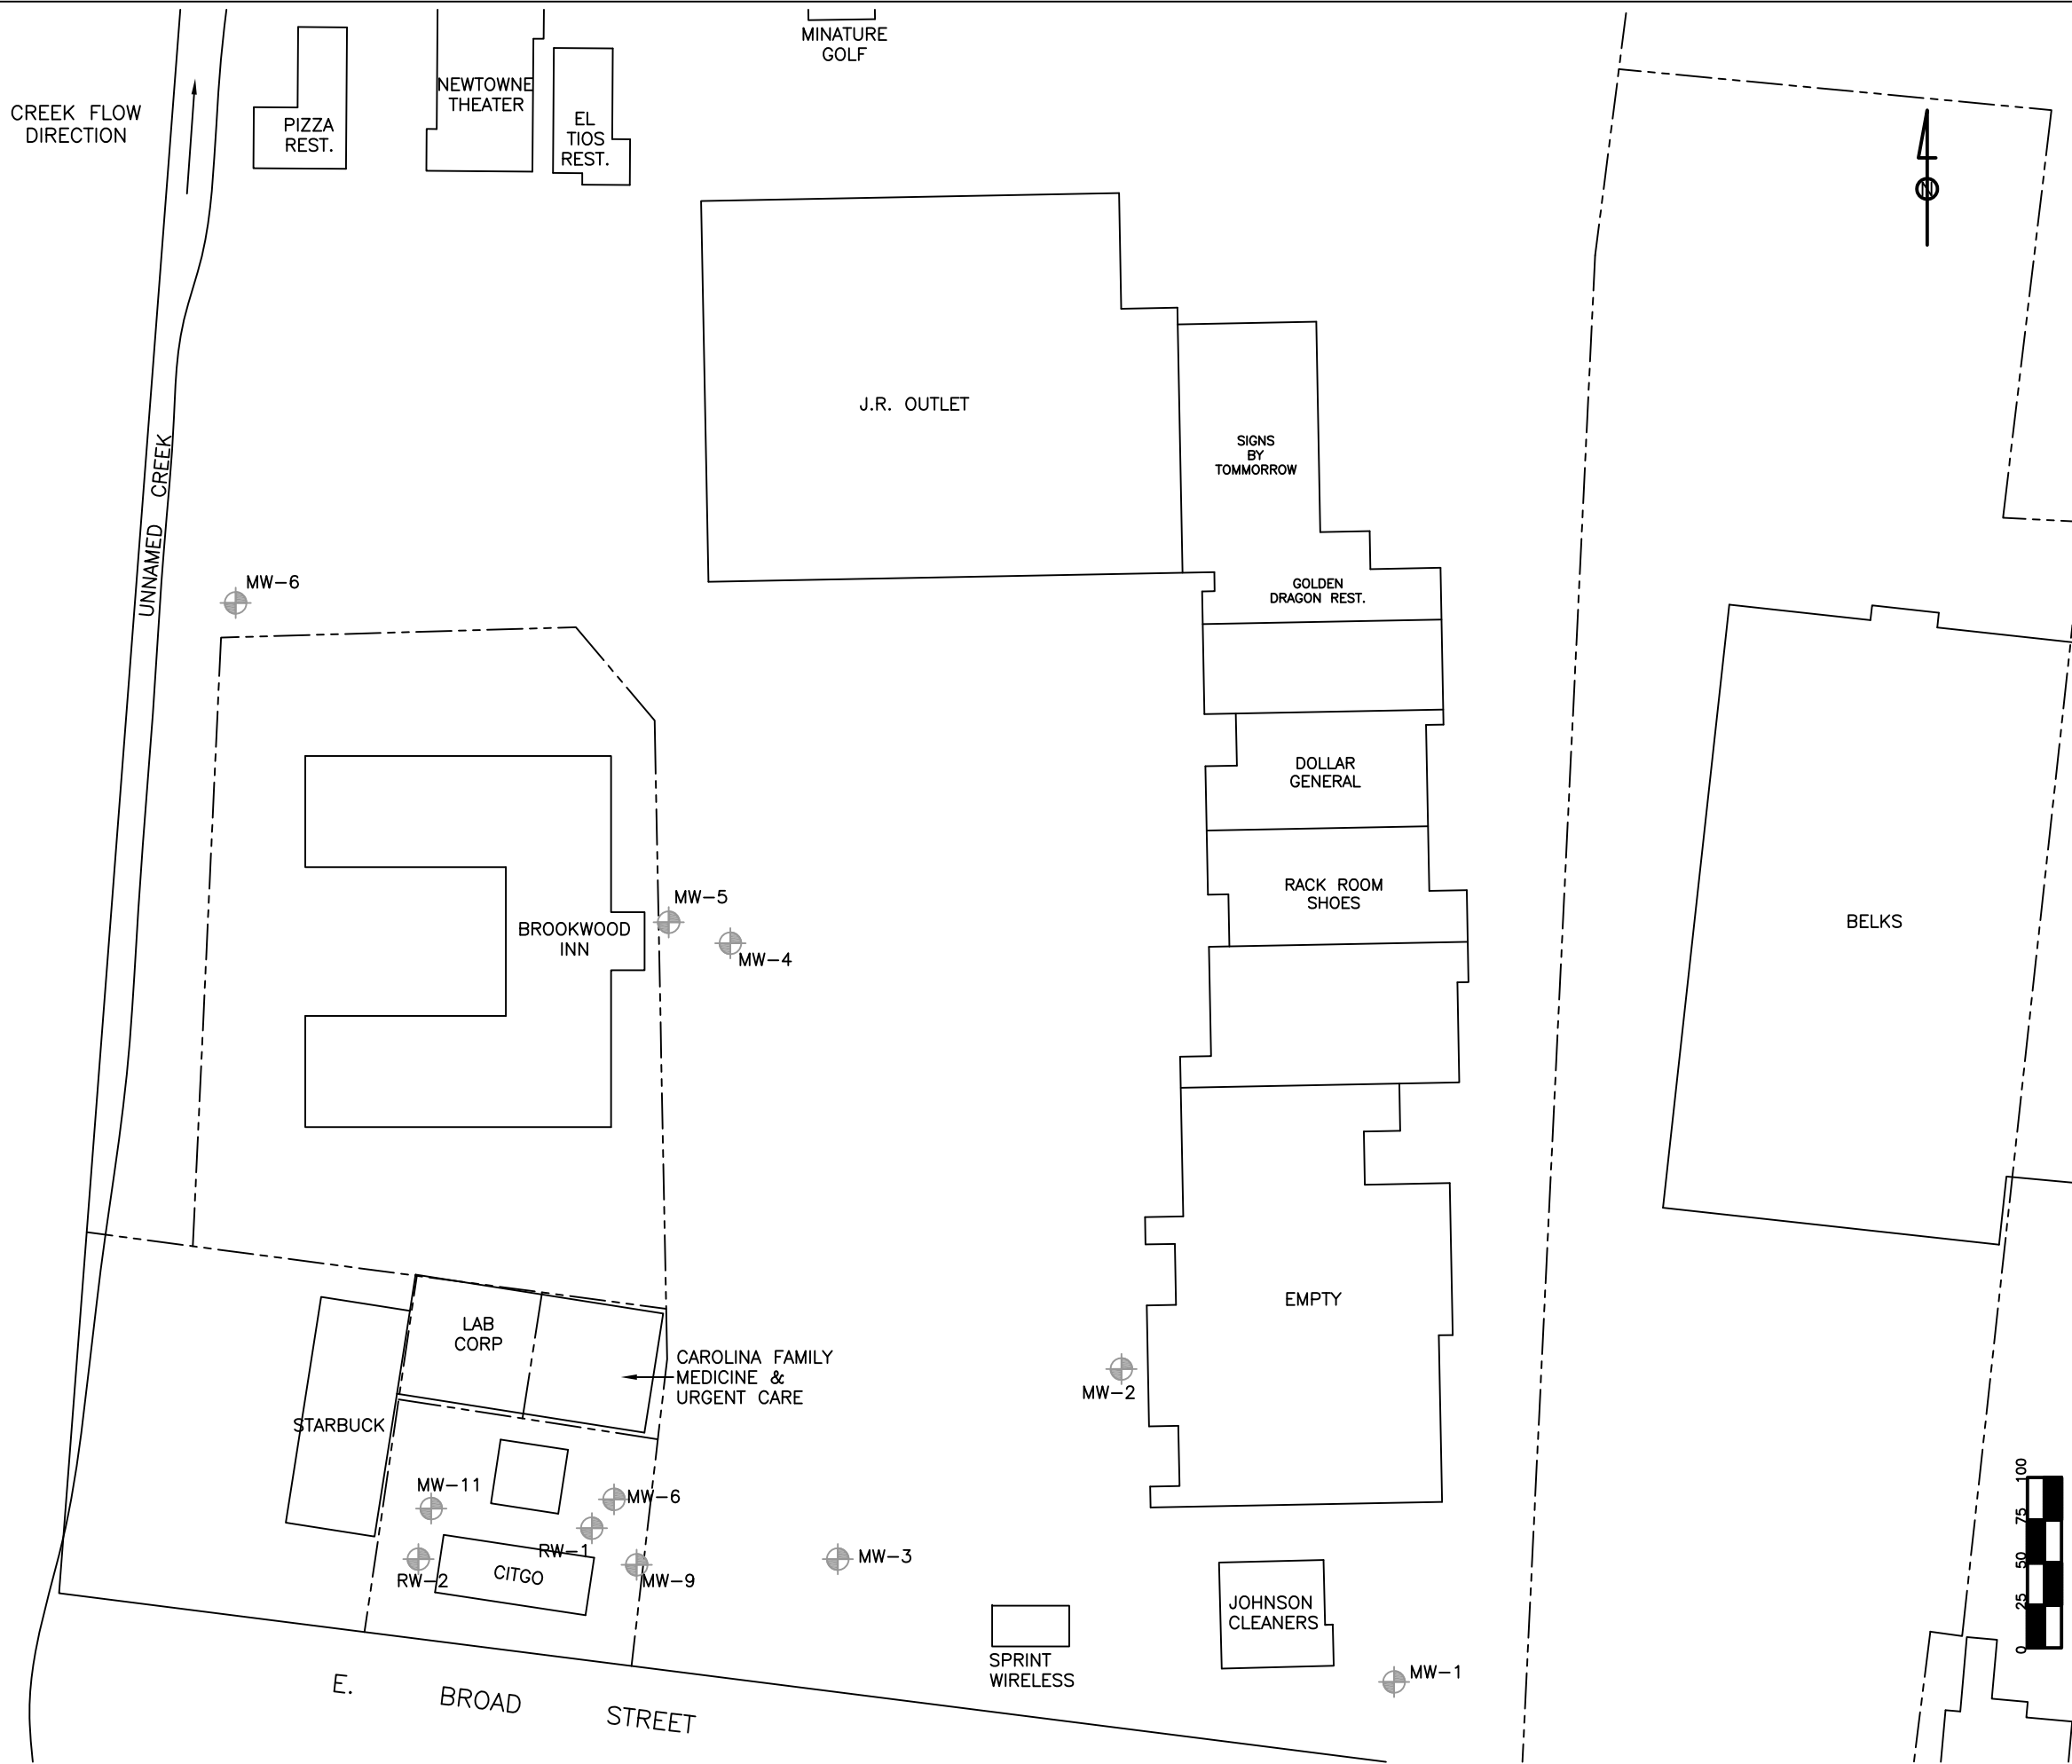 MINATURE
GOLF
NEWTOWNE
THEATER
CREEK FLOW
DIRECTION
PIZZA
REST.
EL
TIOS
REST.
N
J.R. OUTLET
SIGNS
BY
TOMMORROW
UNNAMED CREEK
MW-6
GOLDEN
DRAGON REST.
DOLLAR
GENERAL
RACK ROOM
SHOES
MW-5
BROOKWOOD
INN
MW-4
BELKS
EMPTY
LAB
CORP
CAROLINA FAMILY
MEDICINE &
URGENT CARE
MW-2
STARBUCK
MW-11
MW-6
RW-1
MW-3
CITGO
RW-2
MW-9
JOHNSON
CLEANERS
SPRINT
WIRELESS
MW-1
E. BROAD STREET
0 25 50 75 100